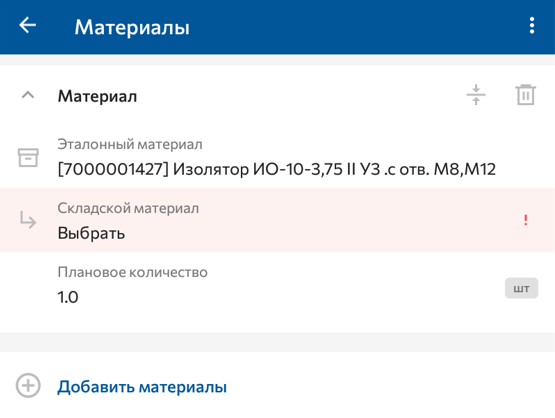 Материалы
Материал
Эталонный материал
[7000001427] Изолятор ИО-10-3,75 II УЗ .с отв. М8,М12
Складской материал
Выбрать
!
Плановое количество
1.0
шт
Добавить материалы